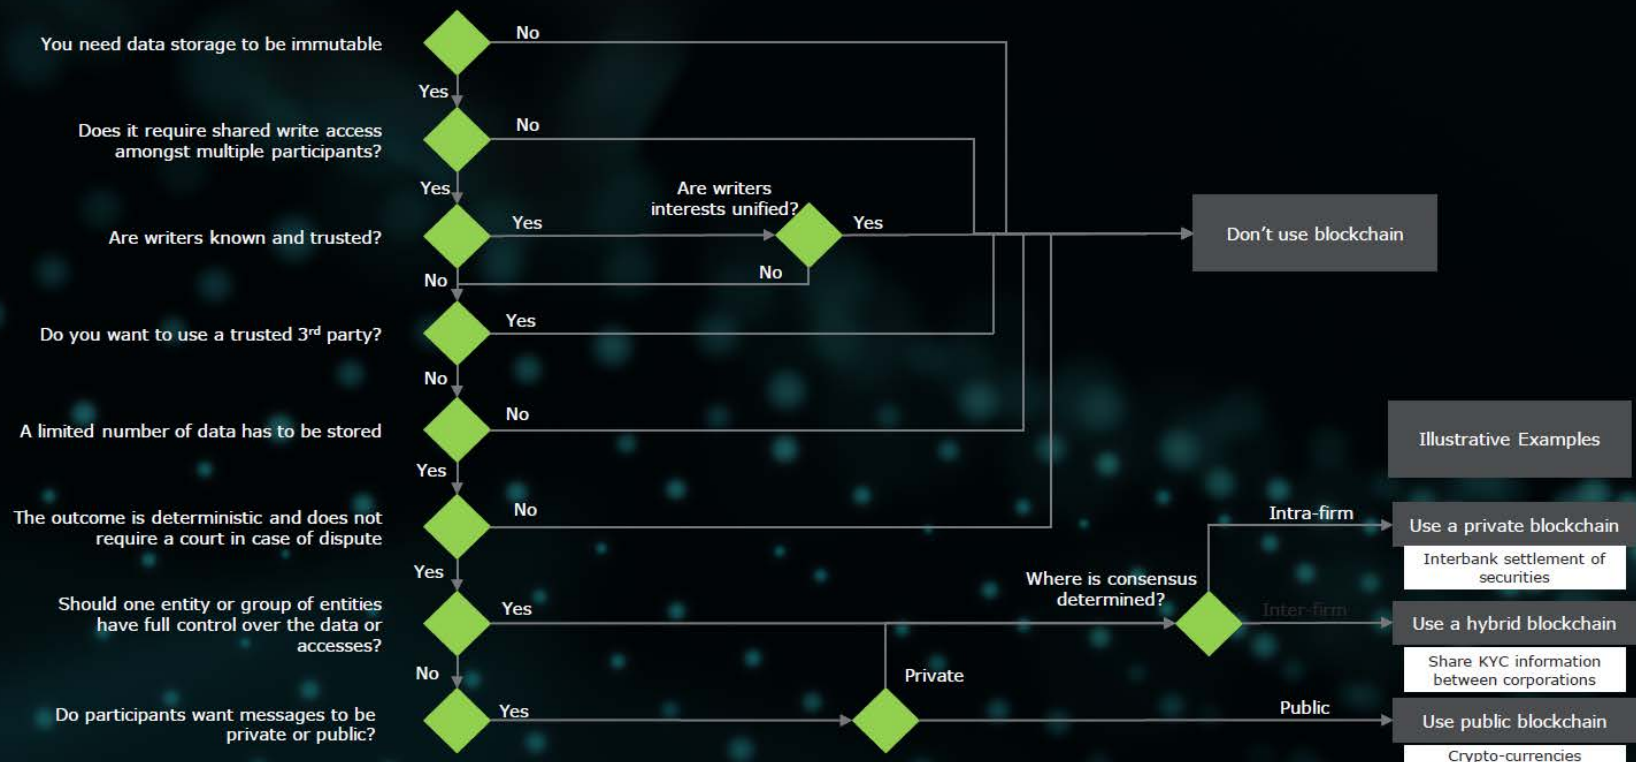 You need data storage to be immutable
No
Yes
Does it require shared write access
amongst multiple participants?
No
Yes
Are writers
interests unified?
Are writers known and trusted?
Yes
Yes
Don't use blockchain
No
No
Do you want to use a trusted 3rd party?
Yes
No
A limited number of data has to be stored
No
Illustrative Examples
Yes
The outcome is deterministic and does not
require a court in case of dispute
No
Intra-firm
Use a private blockchain
Interbank settlement of
securities
Yes
Where is consensus
determined?
Should one entity or group of entities
have full control over the data or
accesses?
Yes
Inter-firm
Use a hybrid blockchain
Share KYC information
between corporations
No
Private
Do participants want messages to be
private or public?
Yes
Public
Use public blockchain
Crypto-currencies